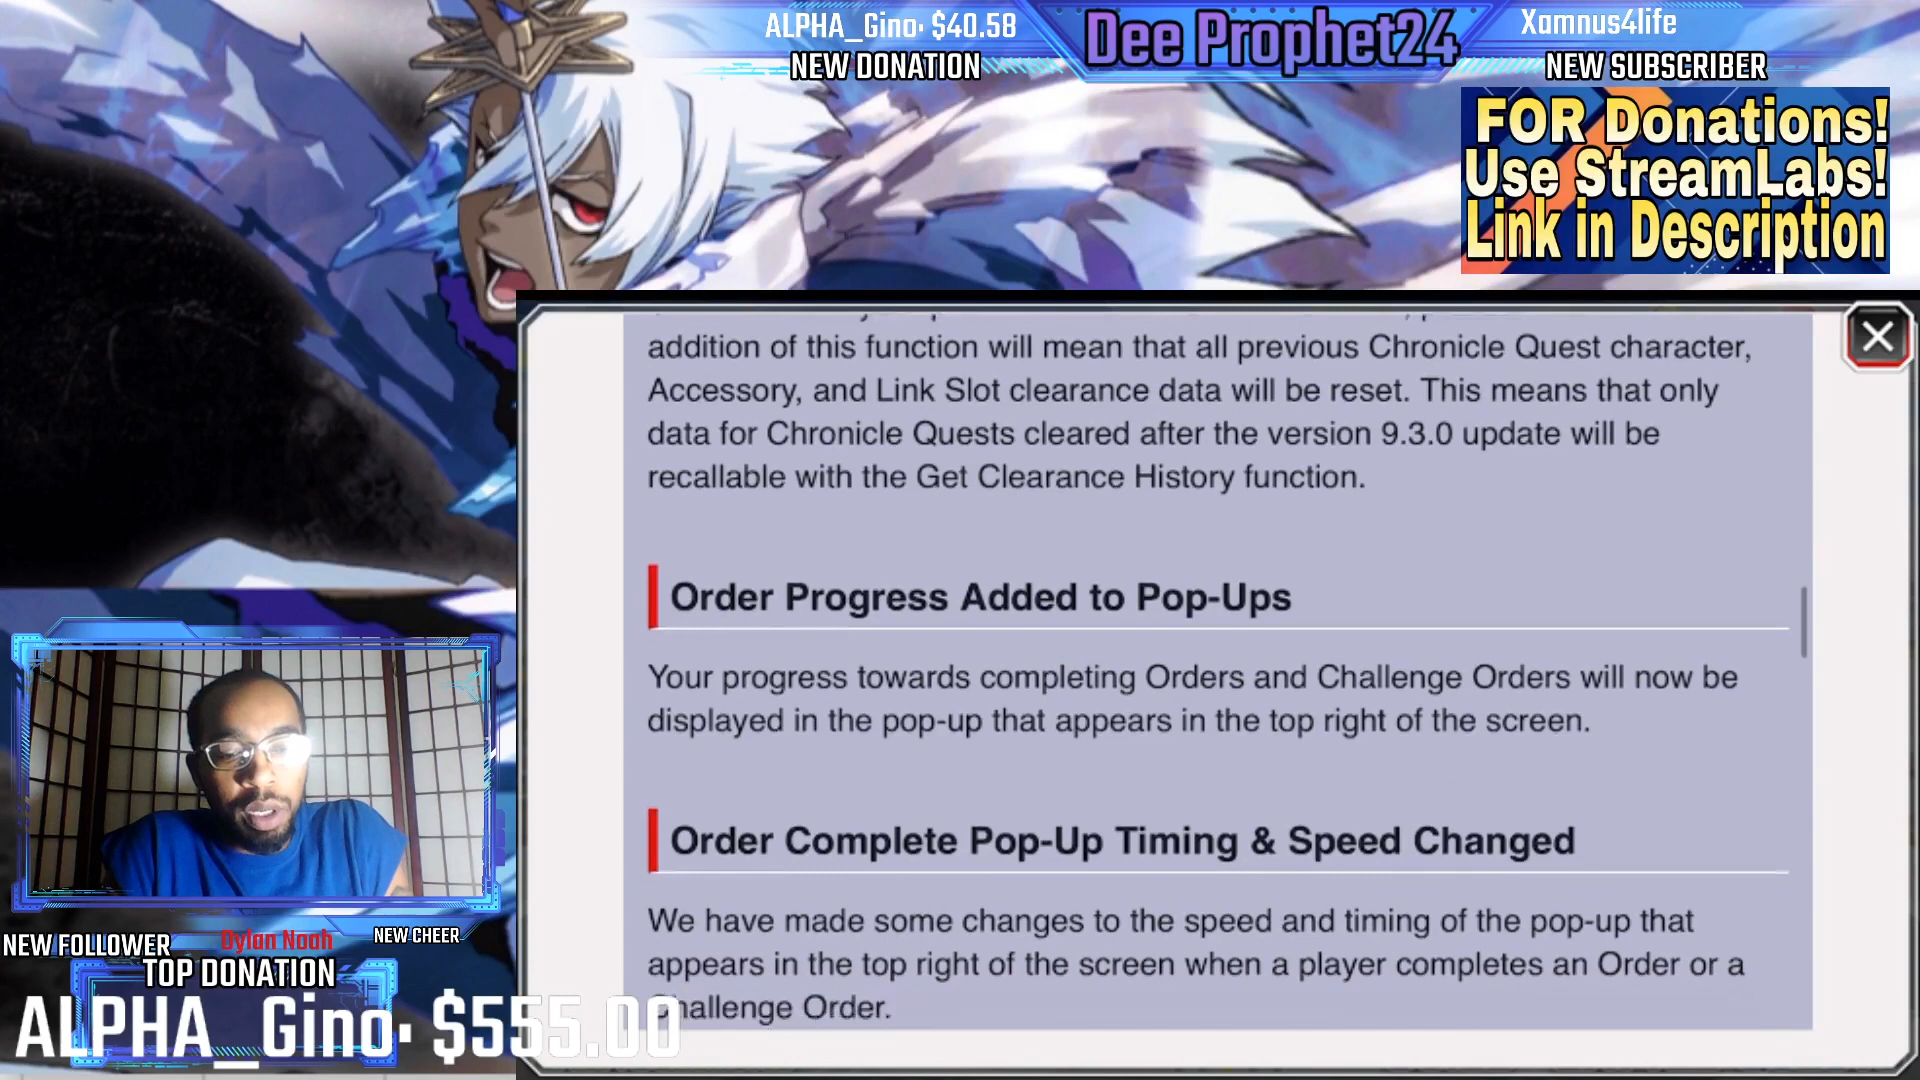 ALPHA_Gino: $40.58
NEW DONATION
Dee Prophet24
Xamnus4life
NEW SUBSCRIBER
FOR Donations!
Use StreamLabs!
Link in Description
addition of this function will mean that all previous Chronicle Quest character,
Accessory, and Link Slot clearance data will be reset. This means that only
data for Chronicle Quests cleared after the version 9.3.0 update will be
recallable with the Get Clearance History function.
Order Progress Added to Pop-Ups
Your progress towards completing Orders and Challenge Orders will now be
displayed in the pop-up that appears in the top right of the screen.
Order Complete Pop-Up Timing & Speed Changed
We have made some changes to the speed and timing of the pop-up that
appears in the top right of the screen when a player completes an Order or a
Challenge Order.
NEW FOLLOWER
Dylan Noah
NEW CHEER
TOP DONATION
ALPHA_Gino: $555.00